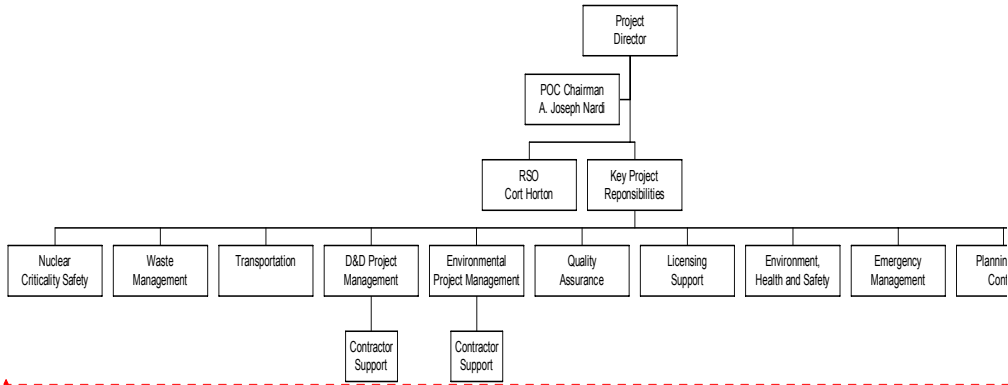 Project
Director
POC Chairman
A. Joseph Nardi
RSO
Cort Horton
Key Project
Reponsibilities
Nuclear
Criticality Safety
Waste
Management
Transportation
D&D Project
Management
Environmental
Project Management
Quality
Assurance
Licensing
Support
Environment,
Health and Safety
Emergency
Management
Planning
Contractor
Support
Contractor
Support